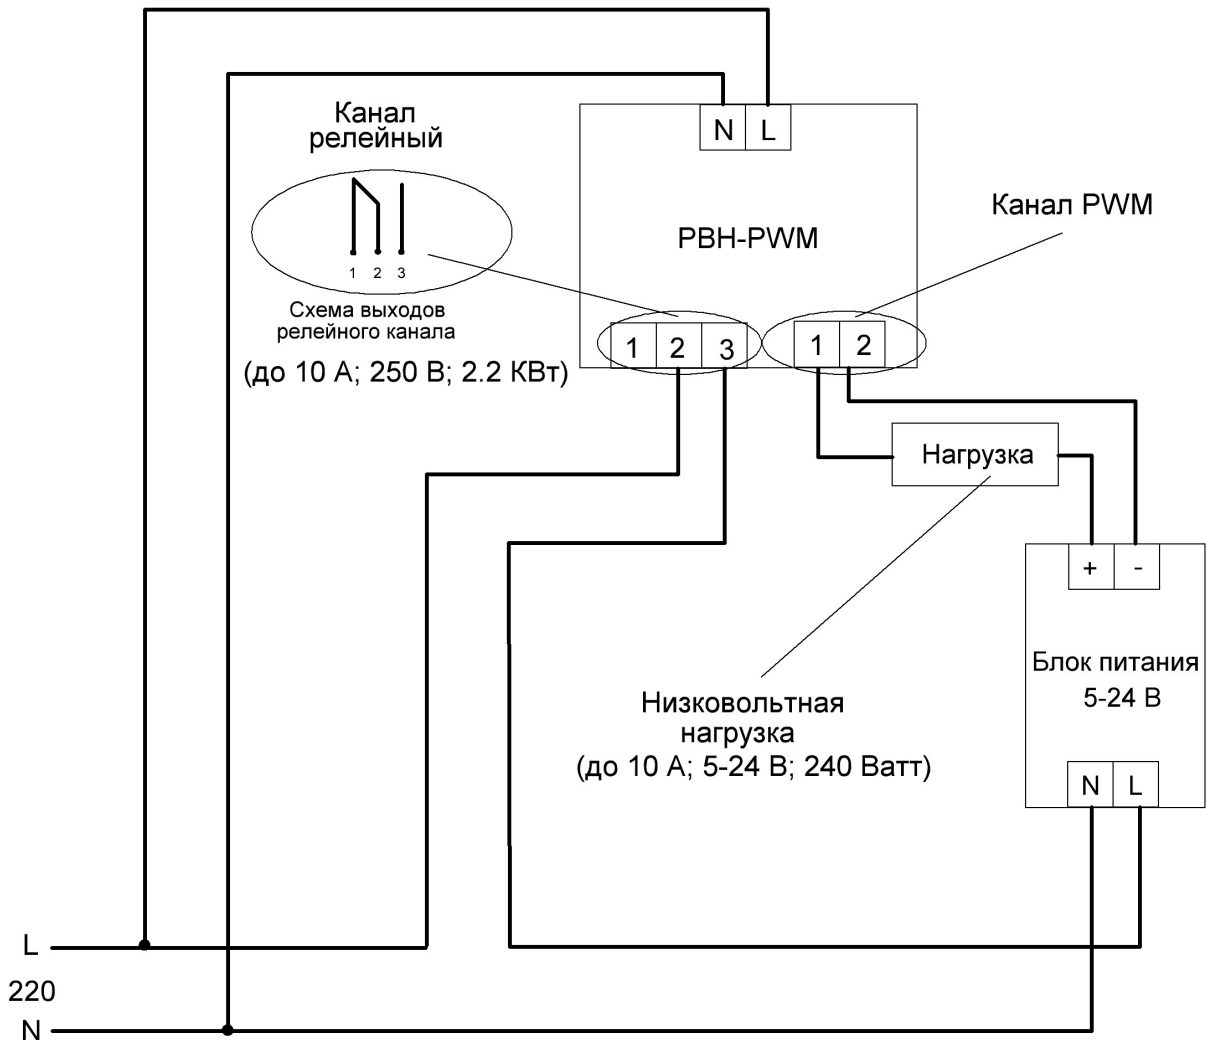 N L
Канал
релейный
1 2 3
Схема выходов
релейного канала
(до 10 А; 250 В; 2.2 КВт)
PBH-PWM
Канал PWM
1 2 3
1 2
Нагрузка
+ -
Блок питания
5-24 В
N L
Низковольтная
нагрузка
(до 10 А; 5-24 В; 240 Ватт)
L
220
N